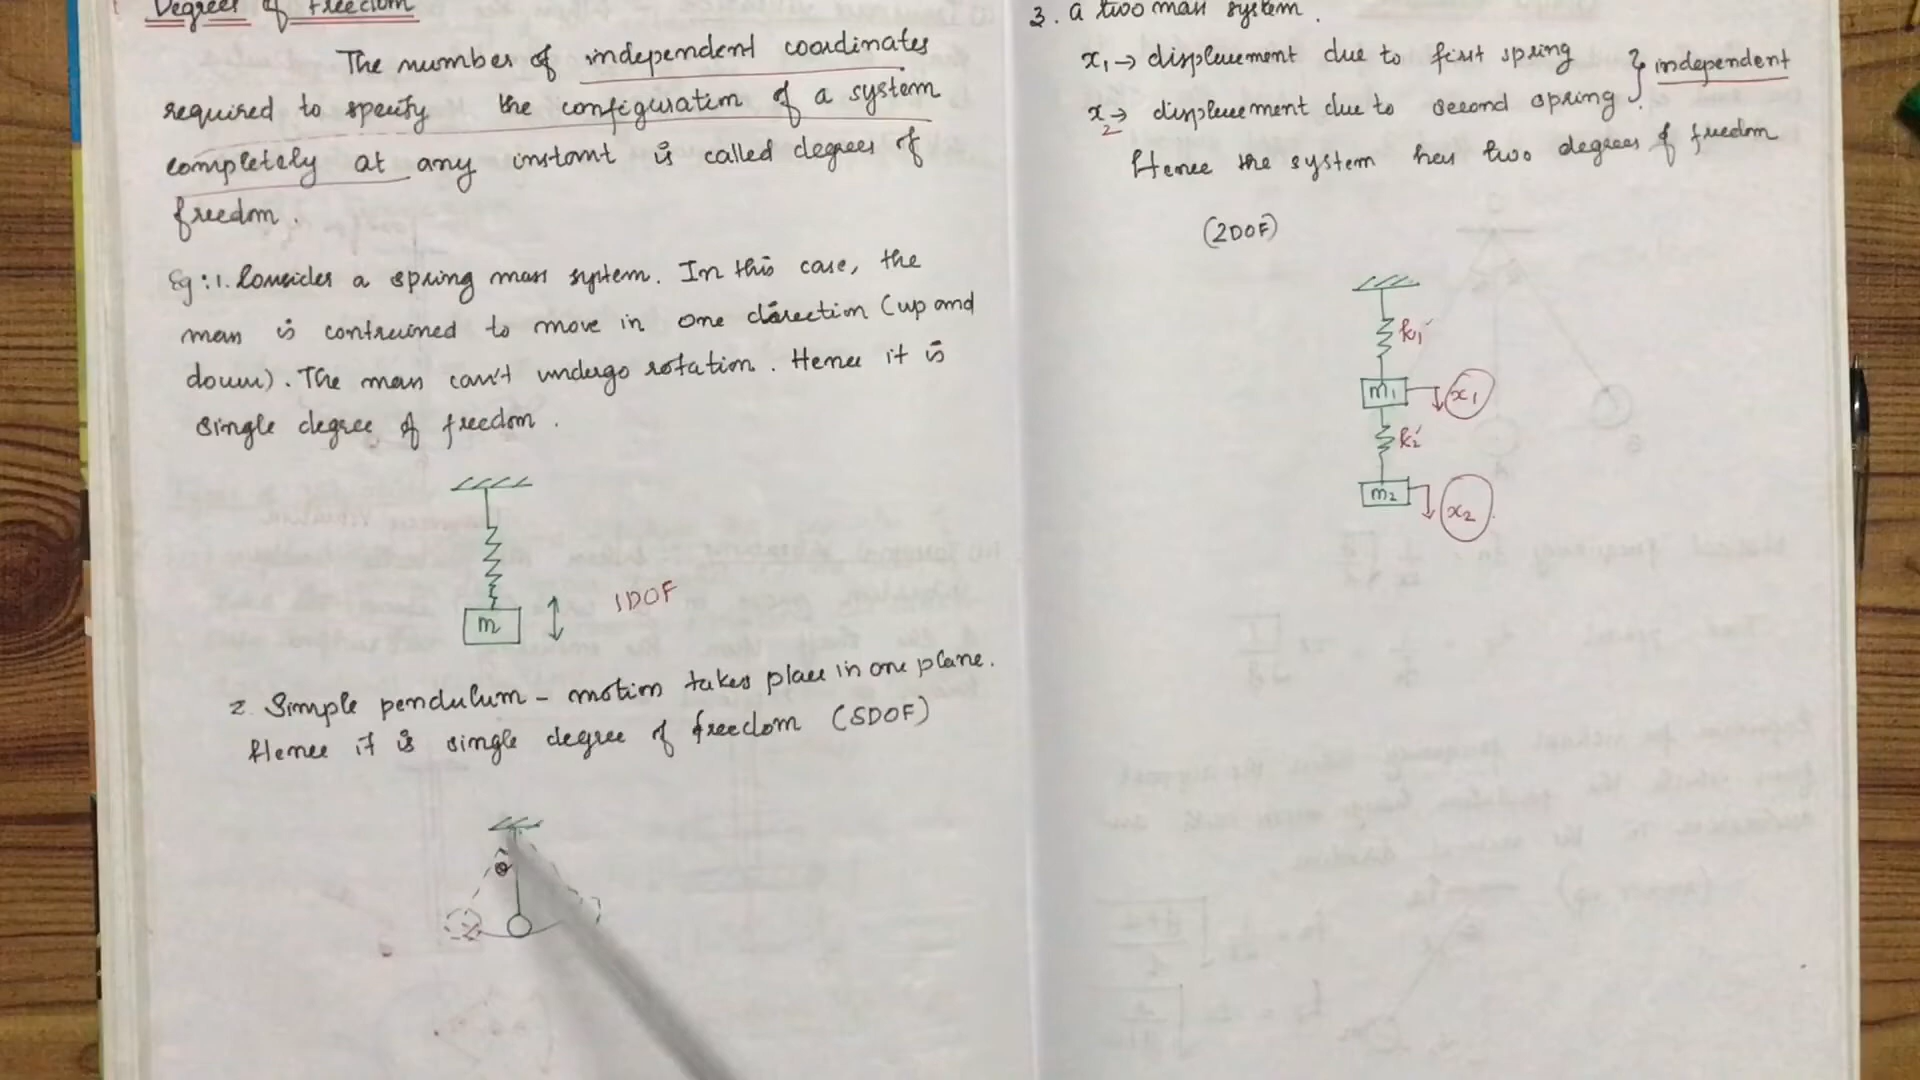 Degrees of freedom
The number of independent coordinates
required to specify the configuration of a system
completely at any instant is called degrees of
freedom.
Eg:1. Consider a spring mass system. In this case, the
mass is contrained to move in one direction (up and
down). The mass can't undergo rotation. Hence it is
single degree of freedom.
m
1DOF
2. Simple pendulum - motion takes place in one plane.
Hence it is single degree of freedom (SDOF)
θ
3. a two mass system.
x1→ displacement due to first spring
x2→ displacement due to second spring.
} independent
Hence the system has two degrees of freedom
(2DOF)
k1
m1
x1
k2
m2
x2